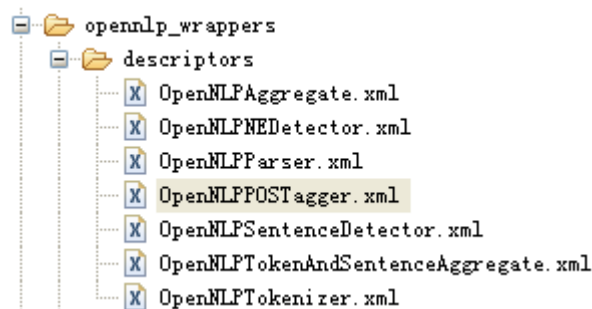 opennlp_wrappers
descriptors
OpenNLPAggregate.xml
OpenNLPNEDetector.xml
OpenNLPParser.xml
OpenNLPPOSTagger.xml
OpenNLPSentenceDetector.xml
OpenNLPTokenAndSentenceAggregate.xml
OpenNLPTokenizer.xml